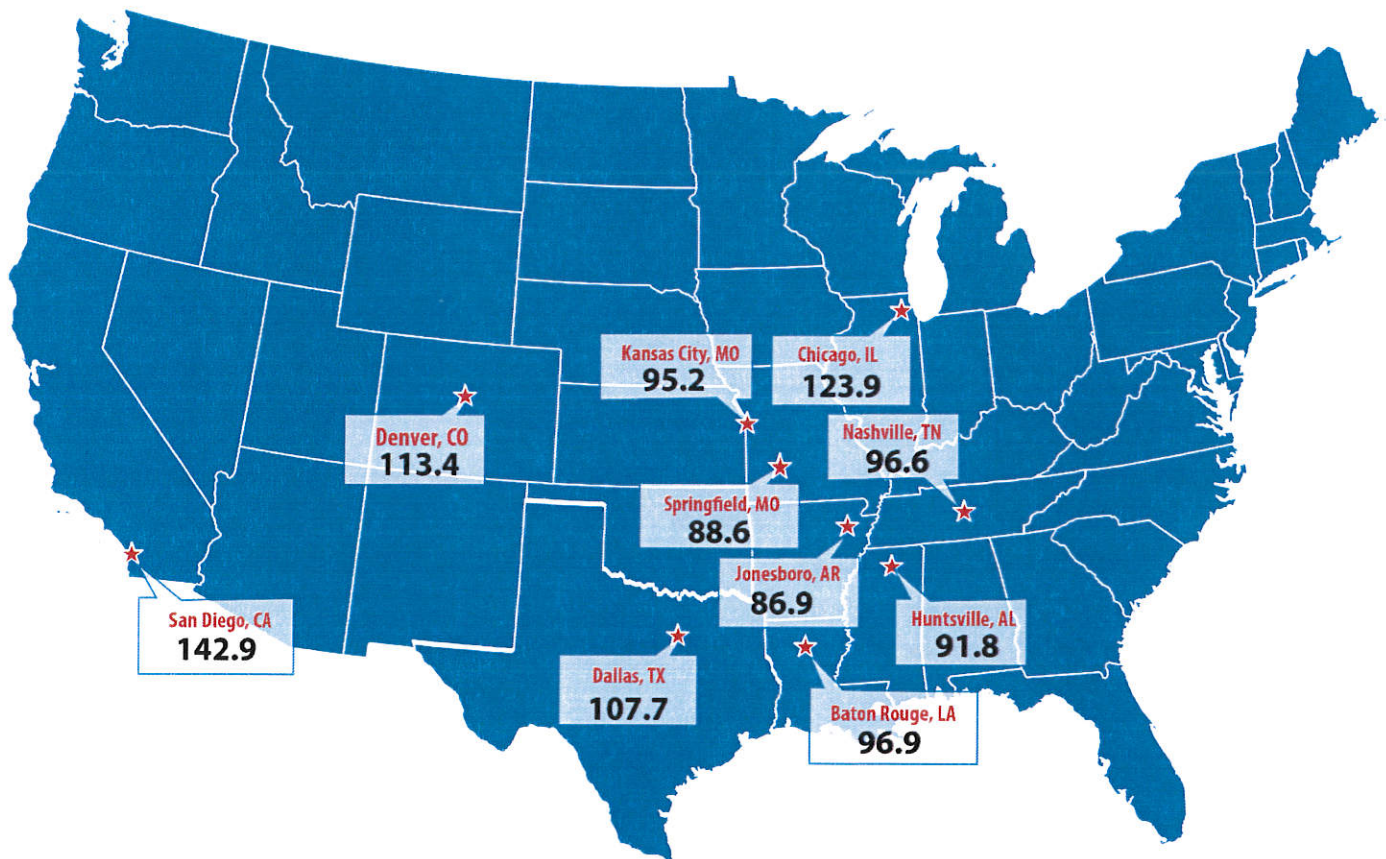 Kansas City, MO
95.2
Chicago, IL
123.9
Denver, CO
113.4
Nashville, TN
96.6
Springfield, MO
88.6
Jonesboro, AR
86.9
San Diego, CA
142.9
Huntsville, AL
91.8
Dallas, TX
107.7
Baton Rouge, LA
96.9